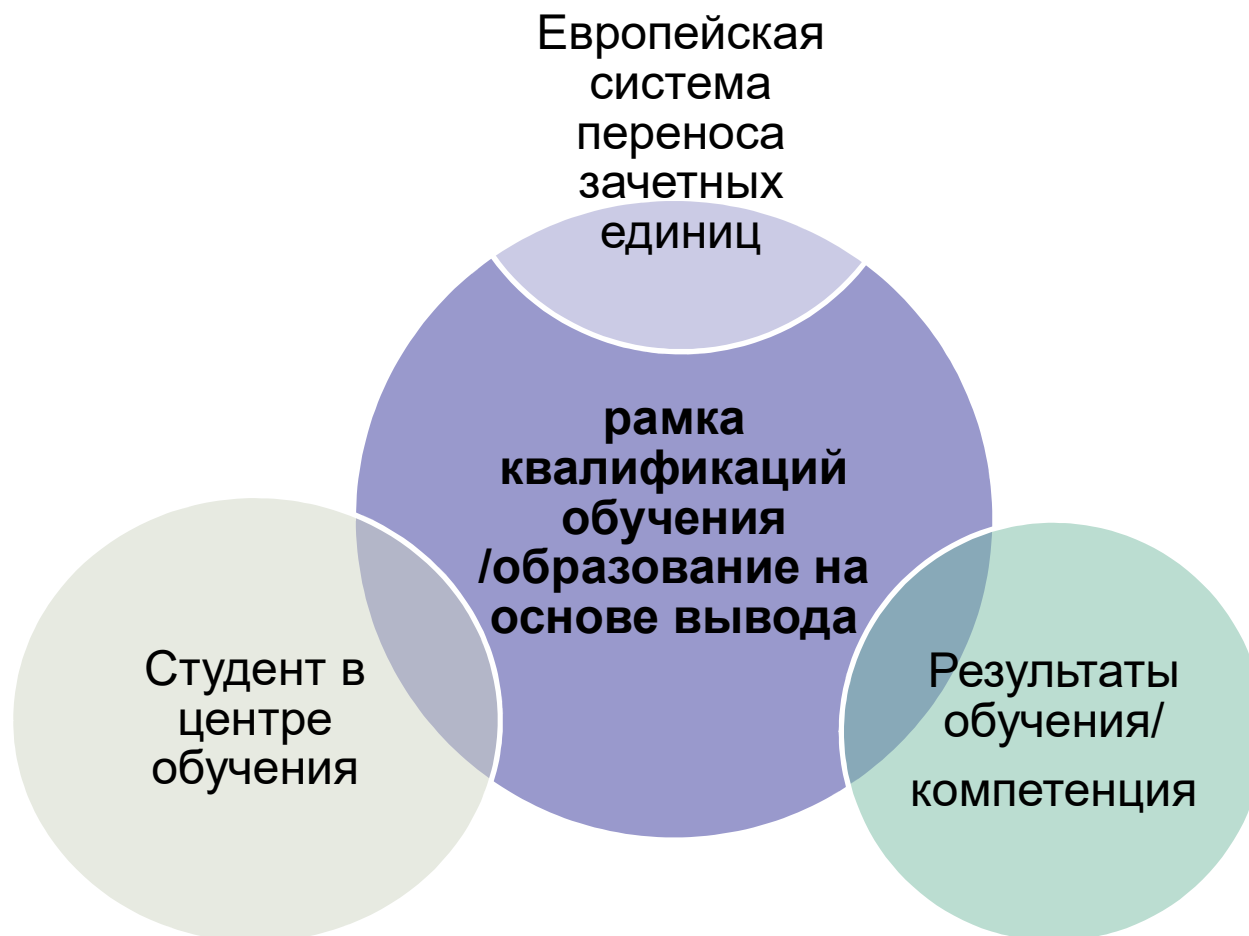 Европейская
система
переноса
зачетных
единиц
рамка
квалификаций
обучения
/образование на
основе вывода
Студент в
центре
обучения
Результаты
обучения/
компетенция